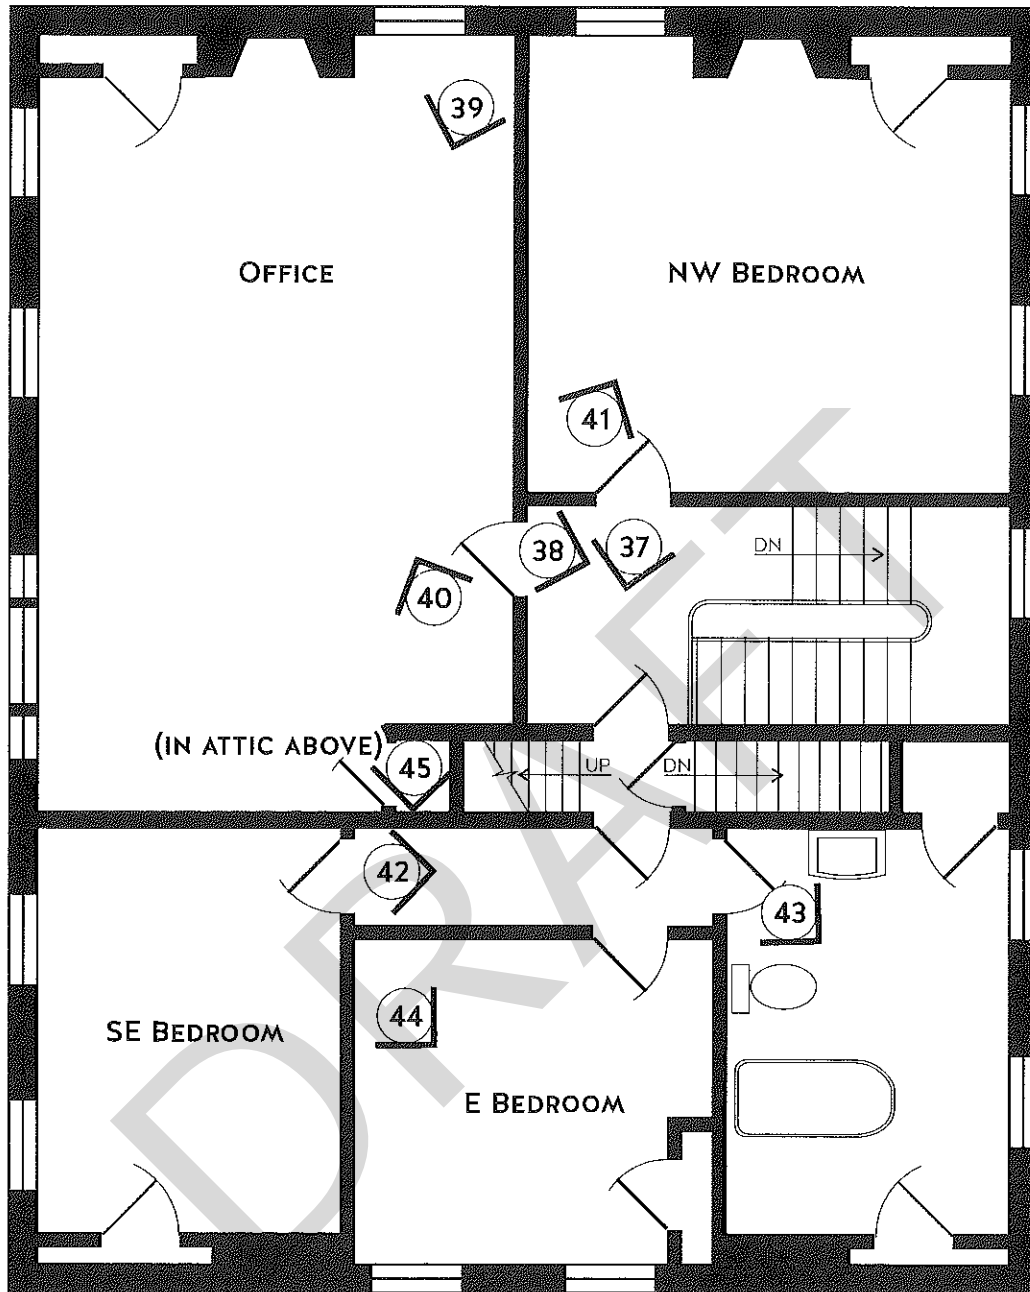 39
OFFICE
NW BEDROOM
41
38
37
DN
40
(IN ATTIC ABOVE)
45
UP
DN
42
43
44
SE BEDROOM
E BEDROOM
DRAFT